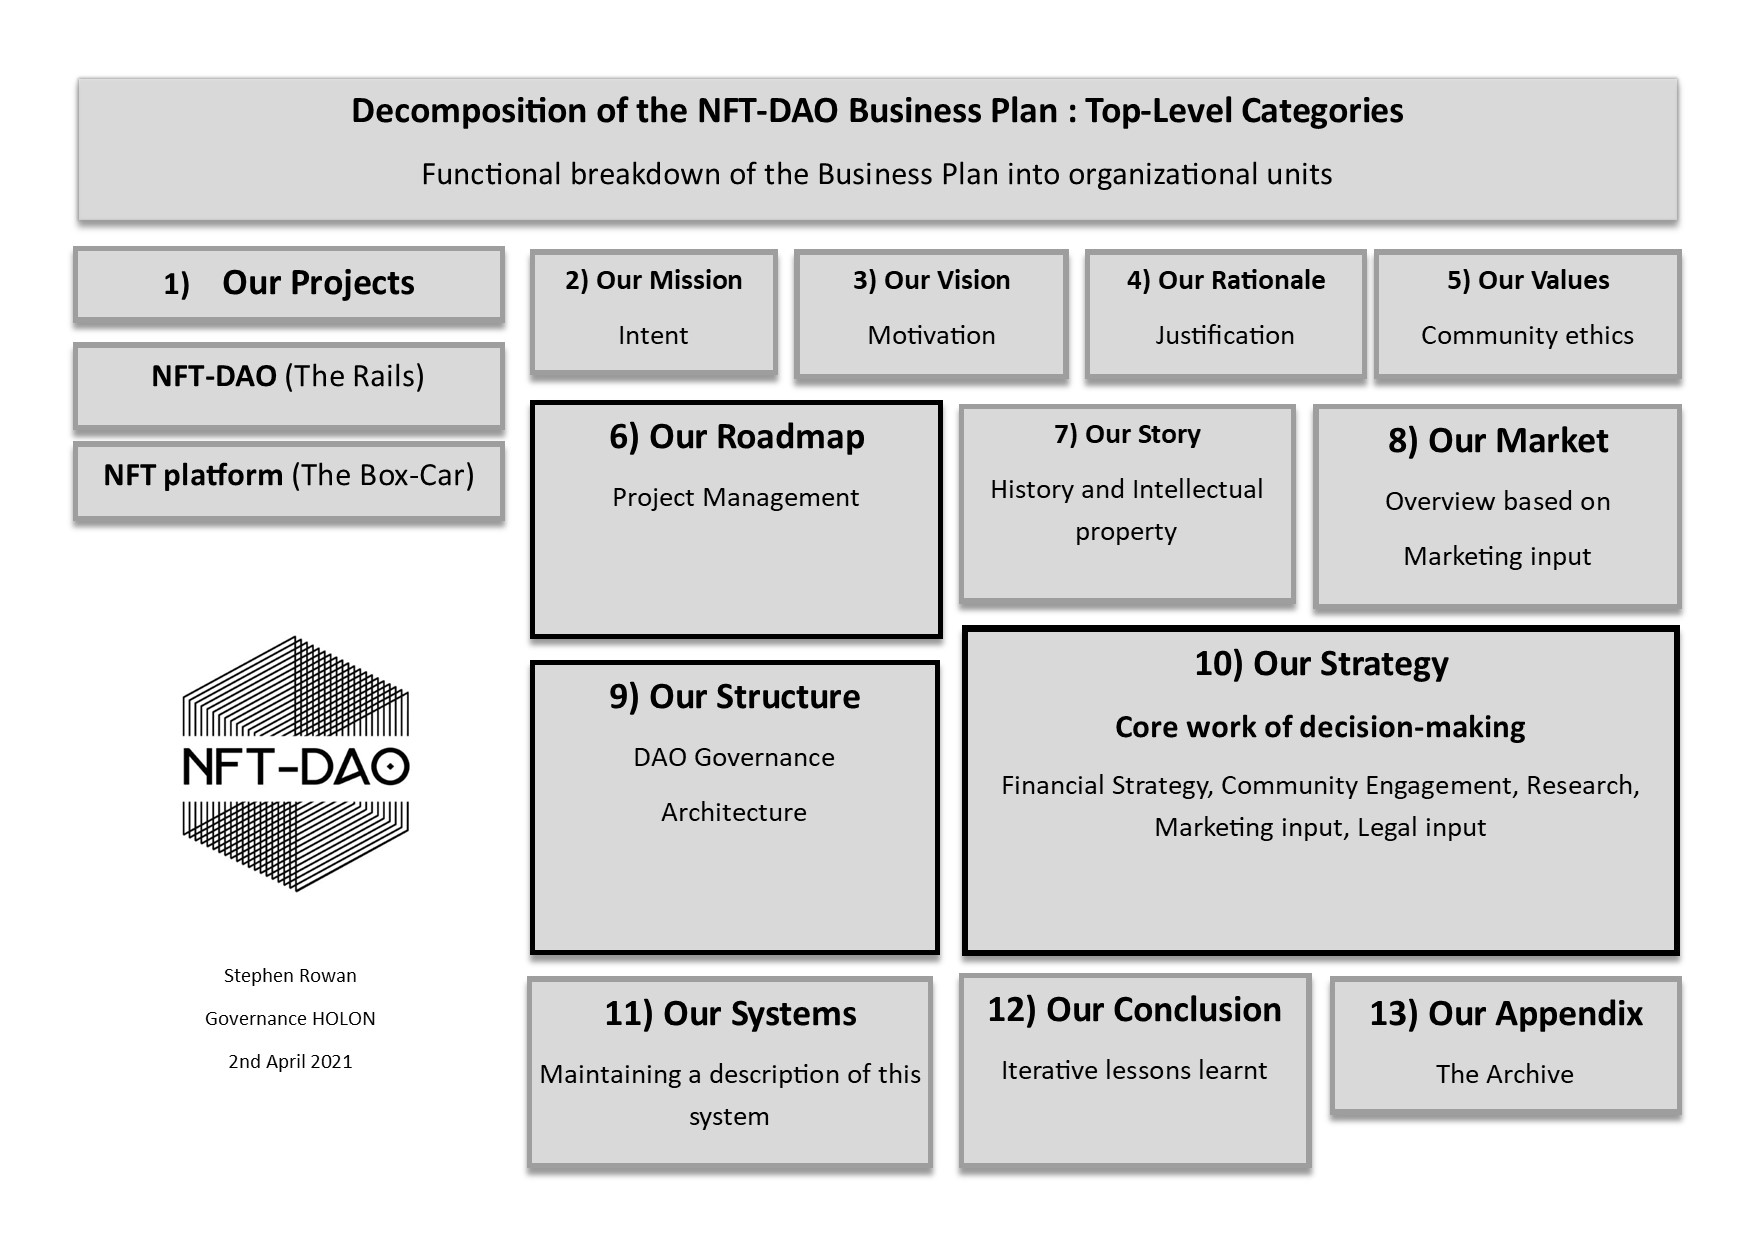 Decomposition of the NFT-DAO Business Plan : Top-Level Categories
Functional breakdown of the Business Plan into organizational units
1) Our Projects
NFT-DAO (The Rails)
NFT platform (The Box-Car)
2) Our Mission
Intent
3) Our Vision
Motivation
4) Our Rationale
Justification
5) Our Values
Community ethics
6) Our Roadmap
Project Management
7) Our Story
History and Intellectual
property
8) Our Market
Overview based on
Marketing input
9) Our Structure
DAO Governance
Architecture
10) Our Strategy
Core work of decision-making
Financial Strategy, Community Engagement, Research,
Marketing input, Legal input
11) Our Systems
Maintaining a description of this
system
12) Our Conclusion
Iterative lessons learnt
13) Our Appendix
The Archive
NFT-DAO
Stephen Rowan
Governance HOLON
2nd April 2021